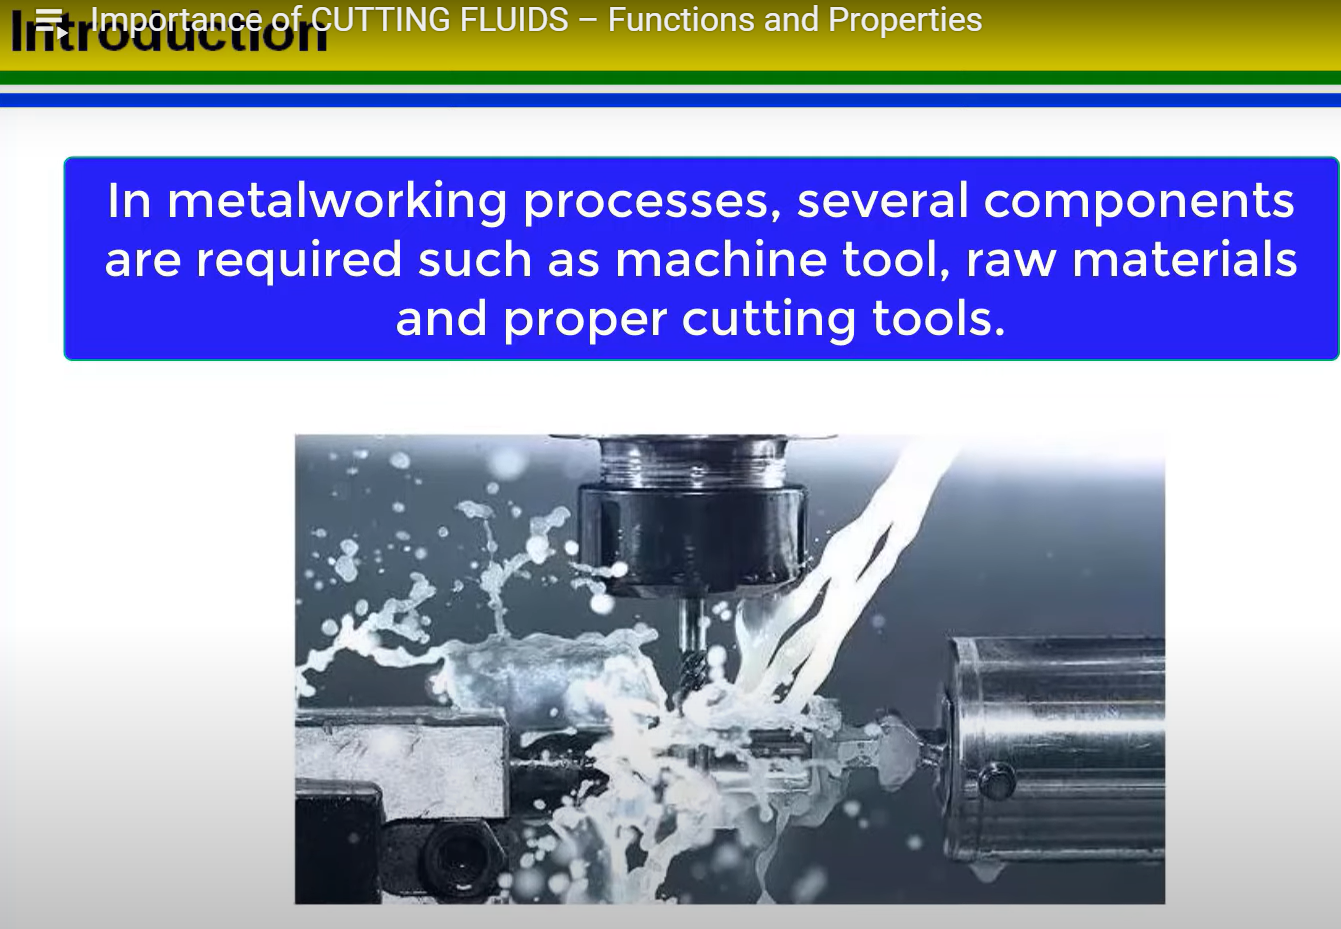 Importance of CUTTING FLUIDS – Functions and Properties
Introduction
In metalworking processes, several components
are required such as machine tool, raw materials
and proper cutting tools.